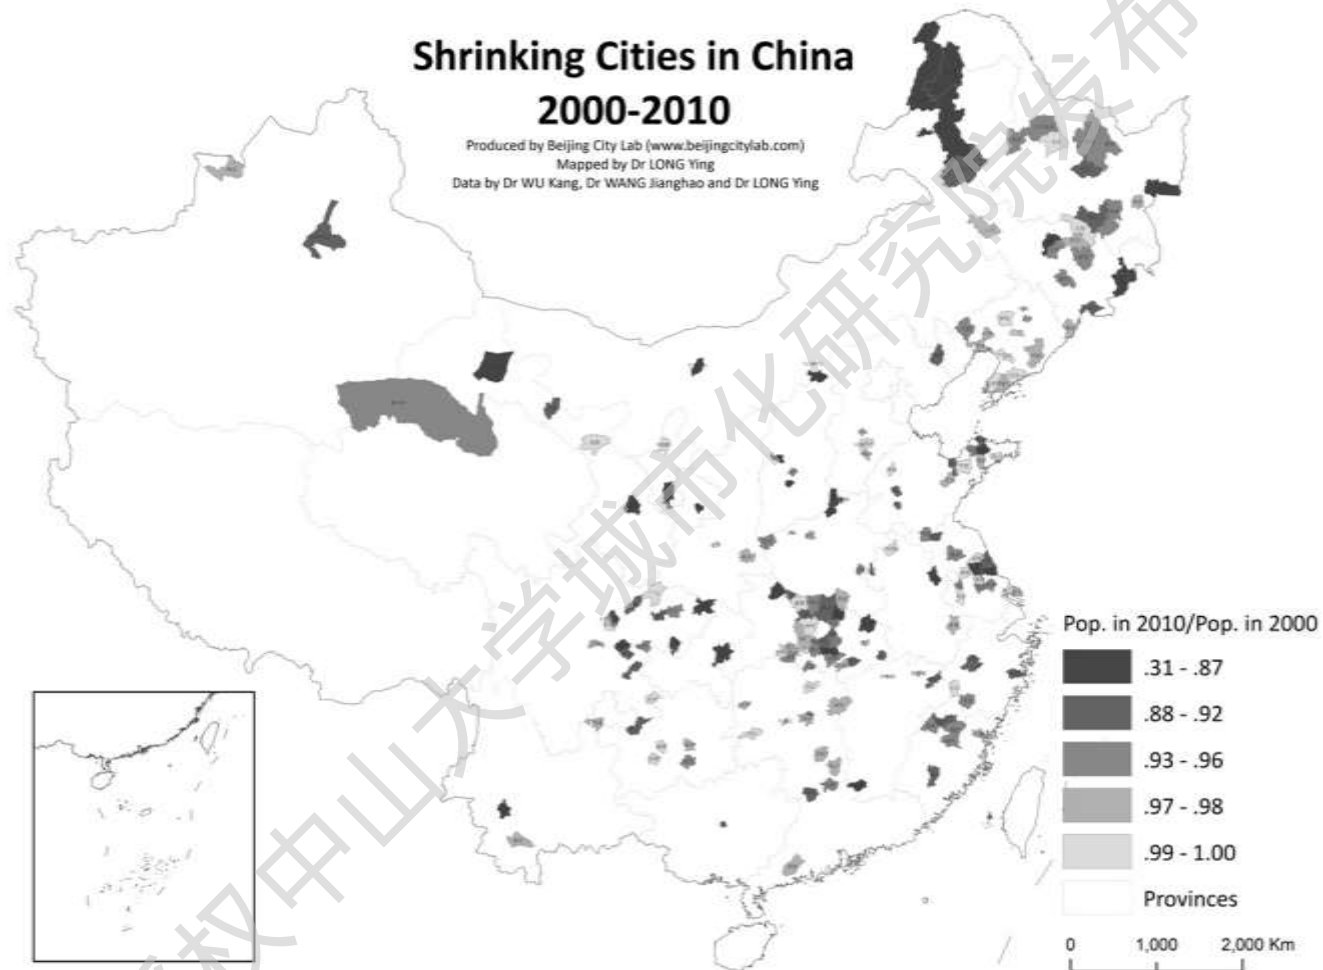 Shrinking Cities in China
2000-2010
Produced by Beijing City Lab (www.beijingcitylab.com)
Mapped by Dr LONG Ying
Data by Dr WU Kang, Dr WANG Jianghao and Dr LONG Ying
Pop. in 2010/Pop. in 2000
.31 - .87
.88 - .92
.93 - .96
.97 - .98
.99 - 1.00
Provinces
0 1,000 2,000 Km
权中山大学城市化研究院发布